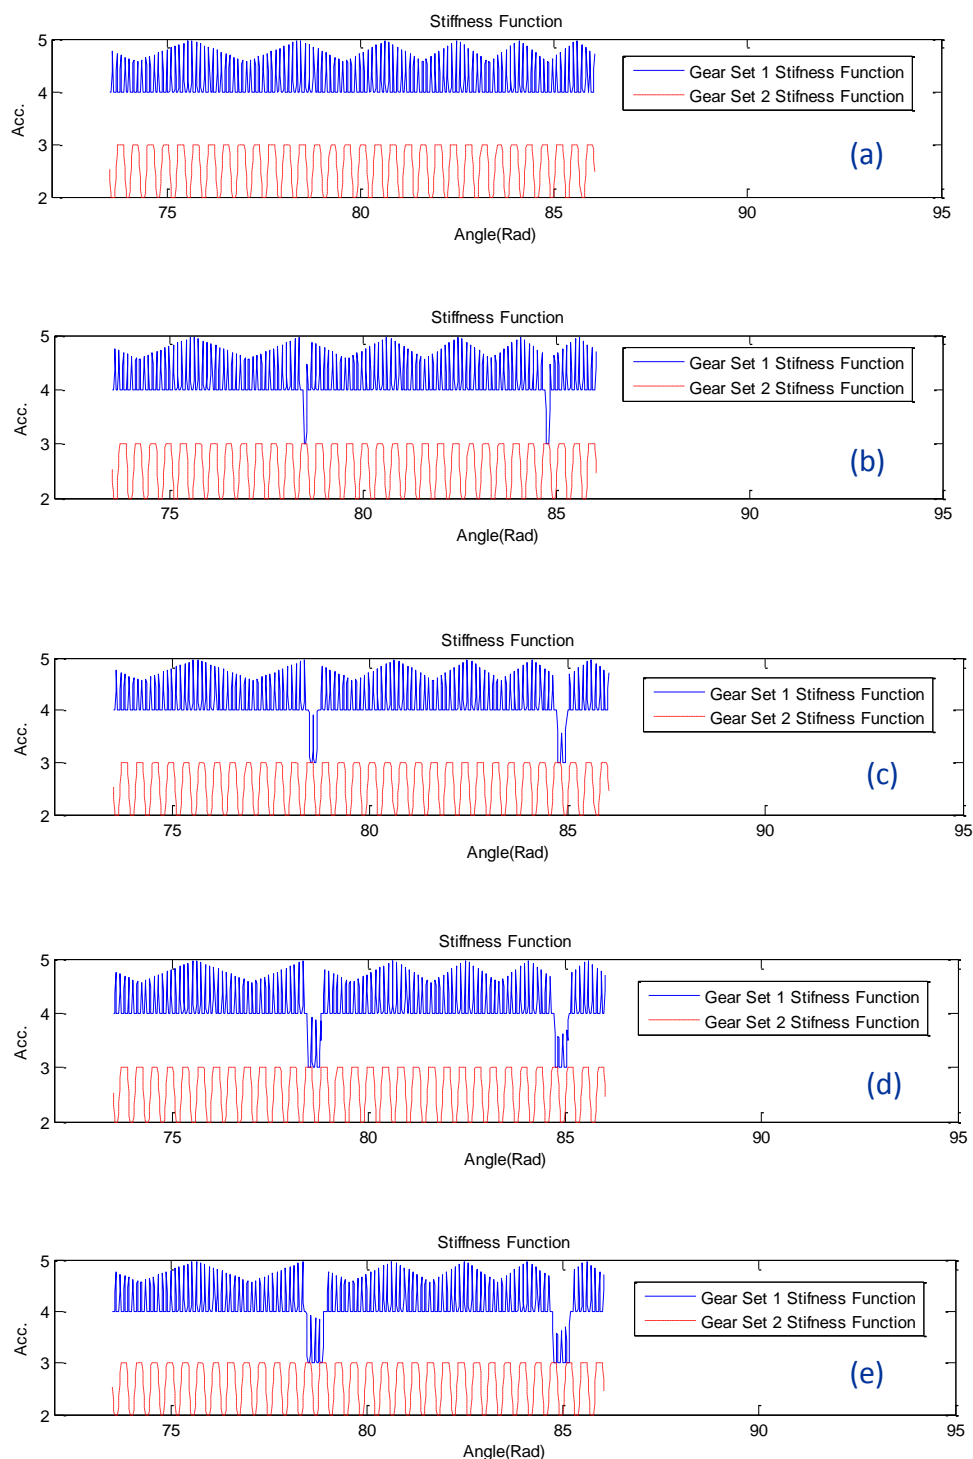 Stiffness Function
5
4
3
2
Acc.
Gear Set 1 Stifness Function
Gear Set 2 Stifness Function
(a)
75 80 85 90 95
Angle(Rad)
Stiffness Function
5
4
3
2
Acc.
Gear Set 1 Stifness Function
Gear Set 2 Stifness Function
(b)
75 80 85 90 95
Angle(Rad)
Stiffness Function
5
4
3
2
Acc.
Gear Set 1 Stifness Function
Gear Set 2 Stifness Function
(c)
75 80 85 90 95
Angle(Rad)
Stiffness Function
5
4
3
2
Acc.
Gear Set 1 Stifness Function
Gear Set 2 Stifness Function
(d)
75 80 85 90 95
Angle(Rad)
Stiffness Function
5
4
3
2
Acc.
Gear Set 1 Stifness Function
Gear Set 2 Stifness Function
(e)
75 80 85 90 95
Angle(Rad)